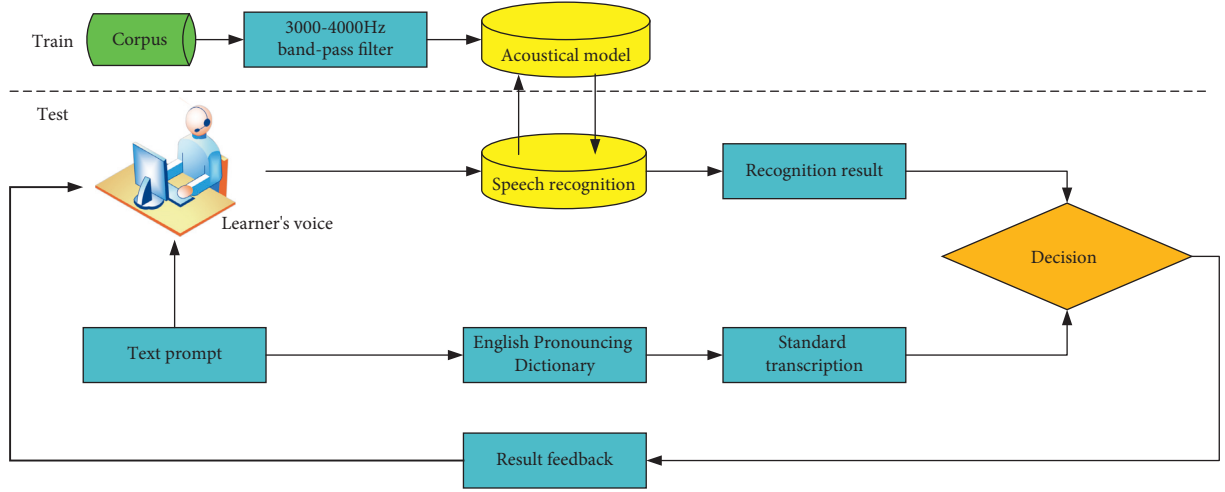 Train
Corpus
3000-4000Hz
band-pass filter
Acoustical model
Test
Learner's voice
Speech recognition
Recognition result
Decision
Text prompt
English Pronouncing
Dictionary
Standard
transcription
Result feedback